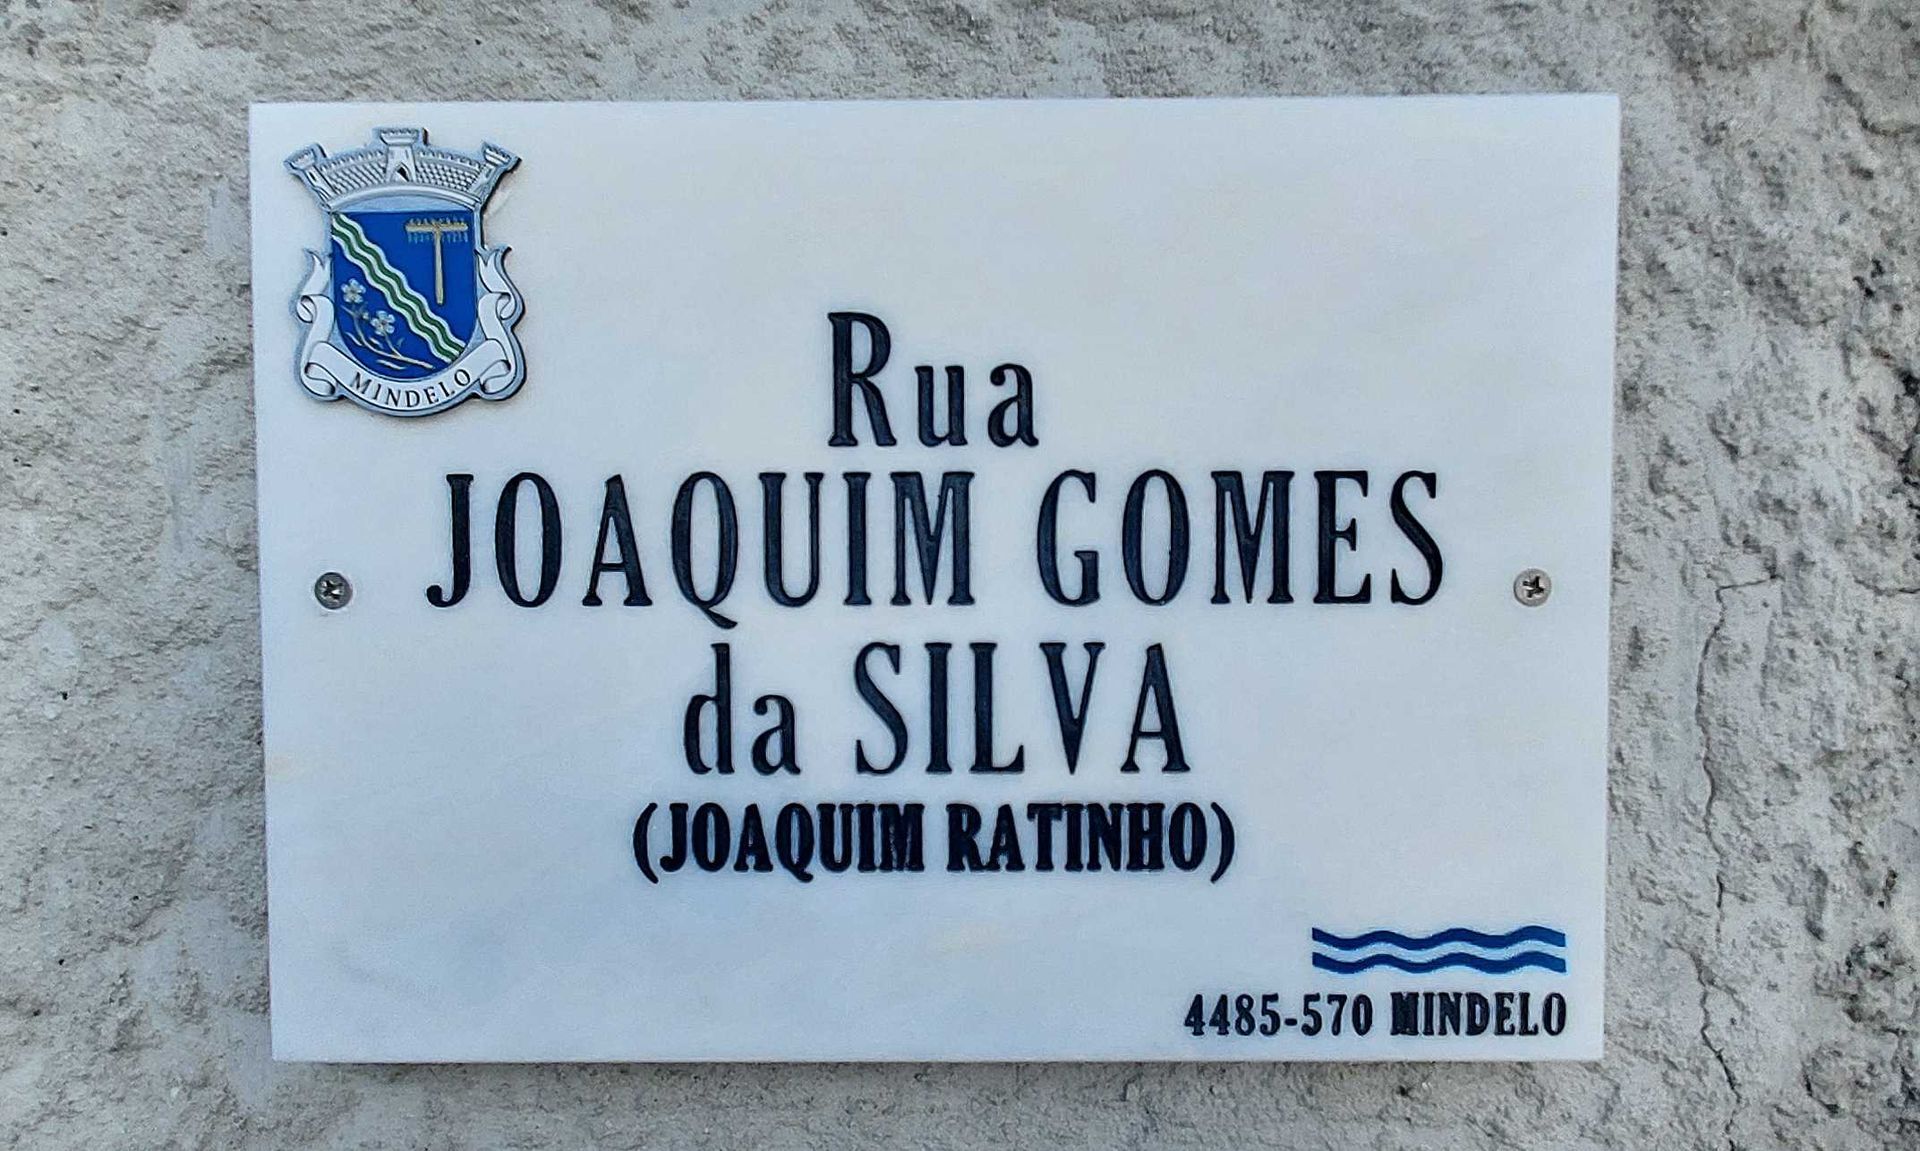 MINDELO
Rua
JOAQUIM GOMES
da SILVA
(JOAQUIM RATINHO)
4485-570 MINDELO